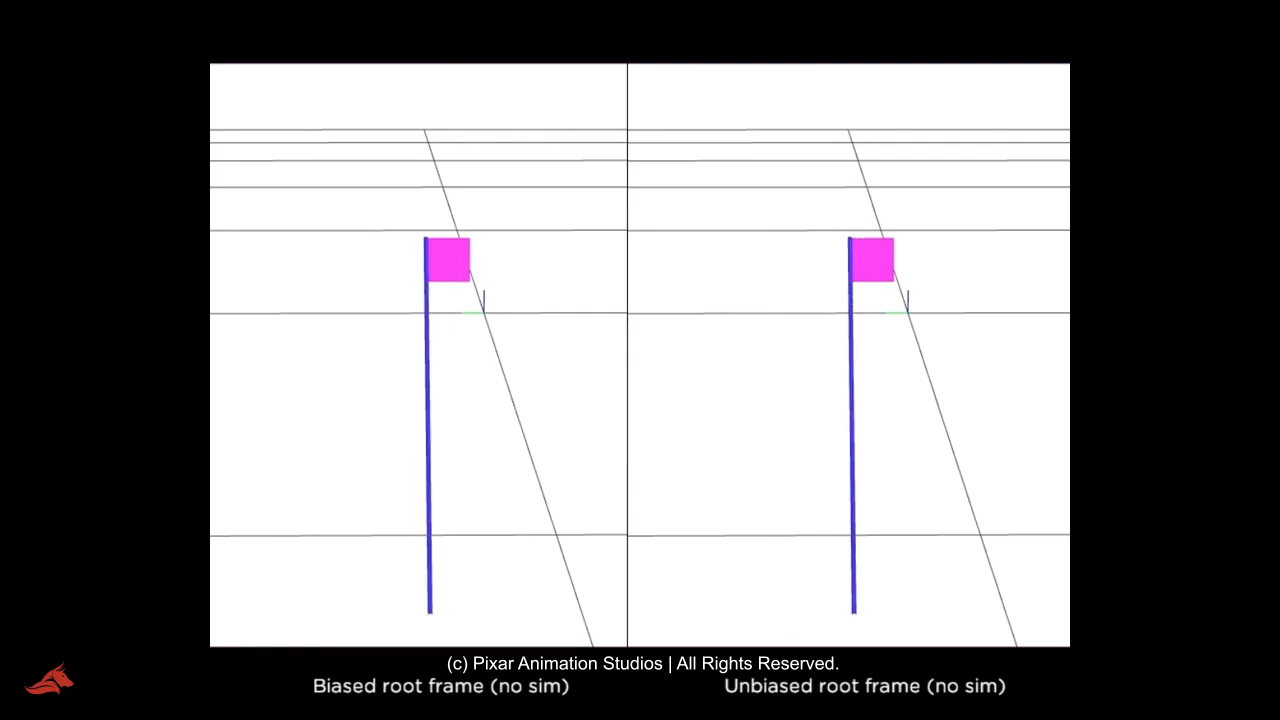 (c) Pixar Animation Studios | All Rights Reserved.
Biased root frame (no sim)
Unbiased root frame (no sim)